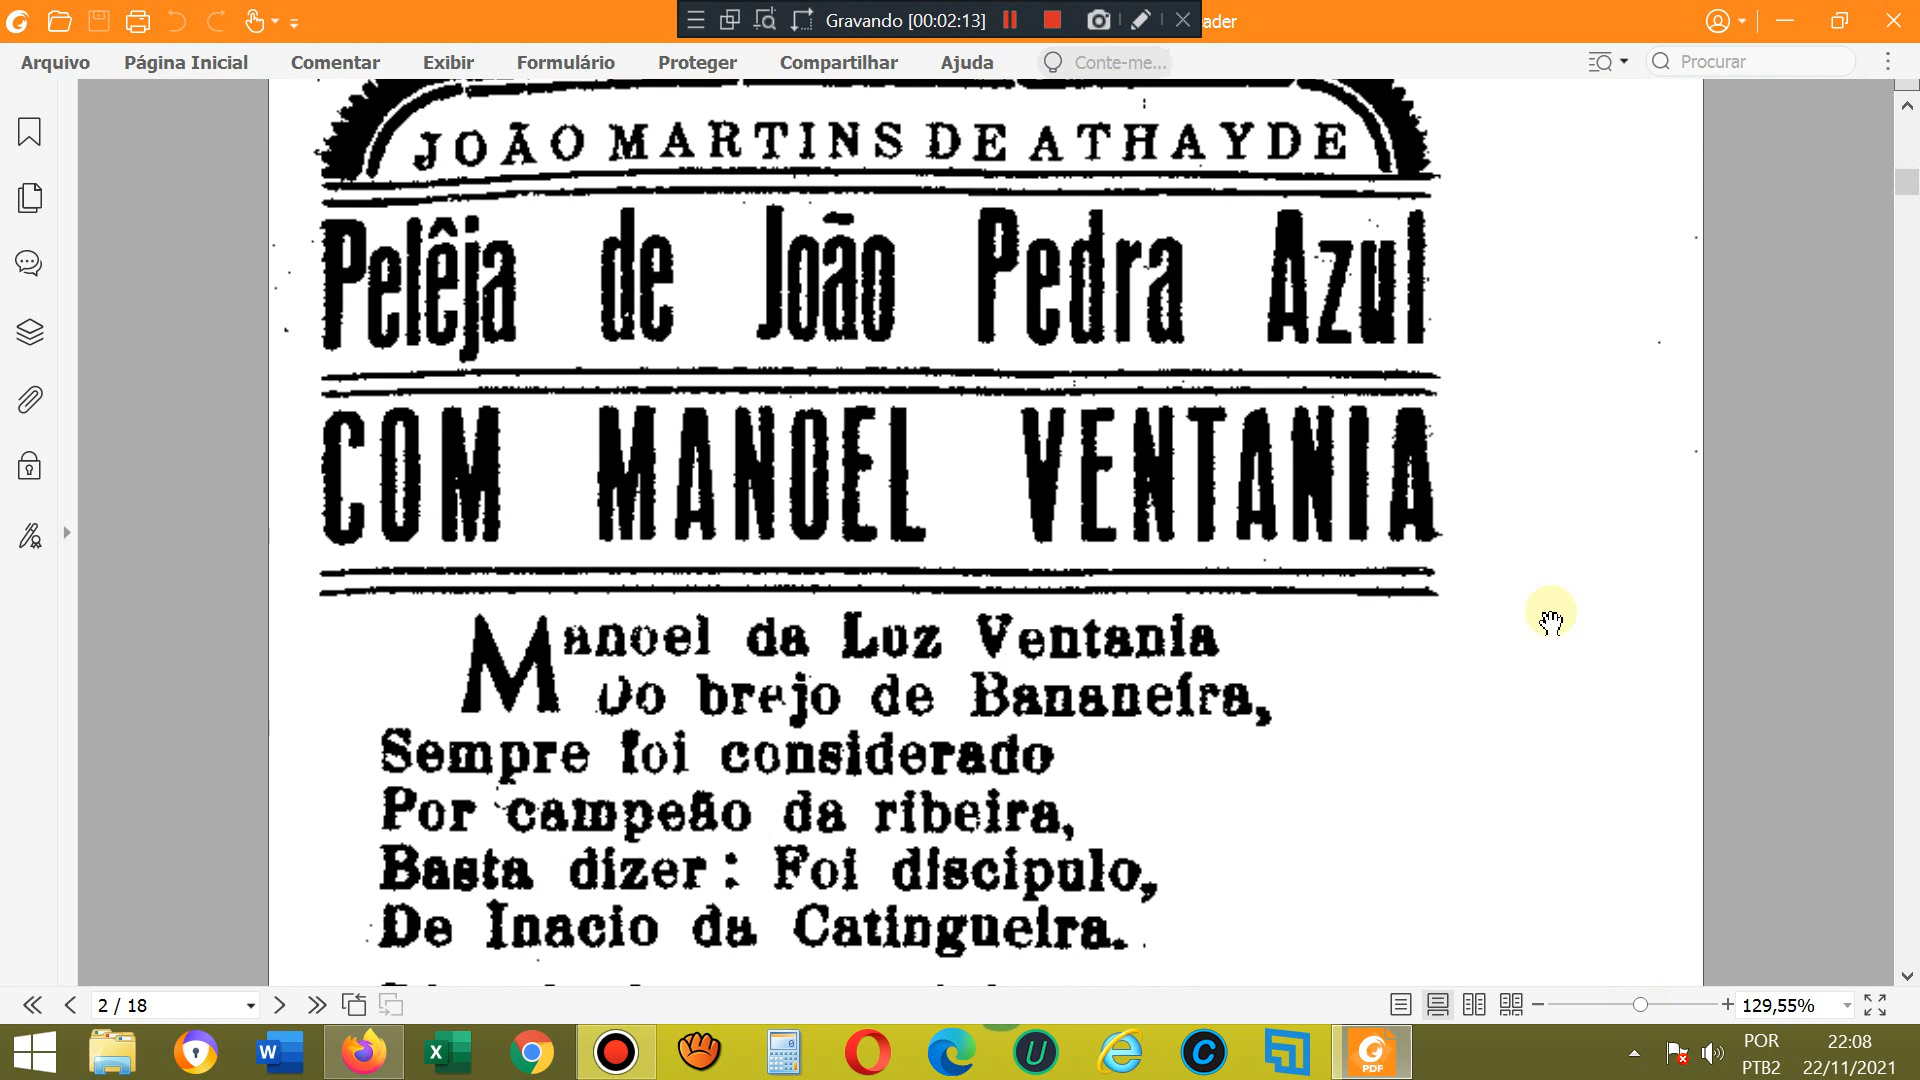 Gravando [00:02:13]
ader
Arquivo Página Inicial Comentar Exibir Formulário Proteger Compartilhar Ajuda Conte-me... Procurar
JOÃO MARTINS DE ATHAYDE
Pelêja de João Pedra Azul
COM MANOEL VENTANIA
Manoel da Luz Ventania
Do brejo de Bananeira,
Sempre foi considerado
Por campeão da ribeira,
Basta dizer: Foi discipulo,
De Inacio da Catingueira.
2 / 18
129,55%
POR 22:08
PTB2 22/11/2021